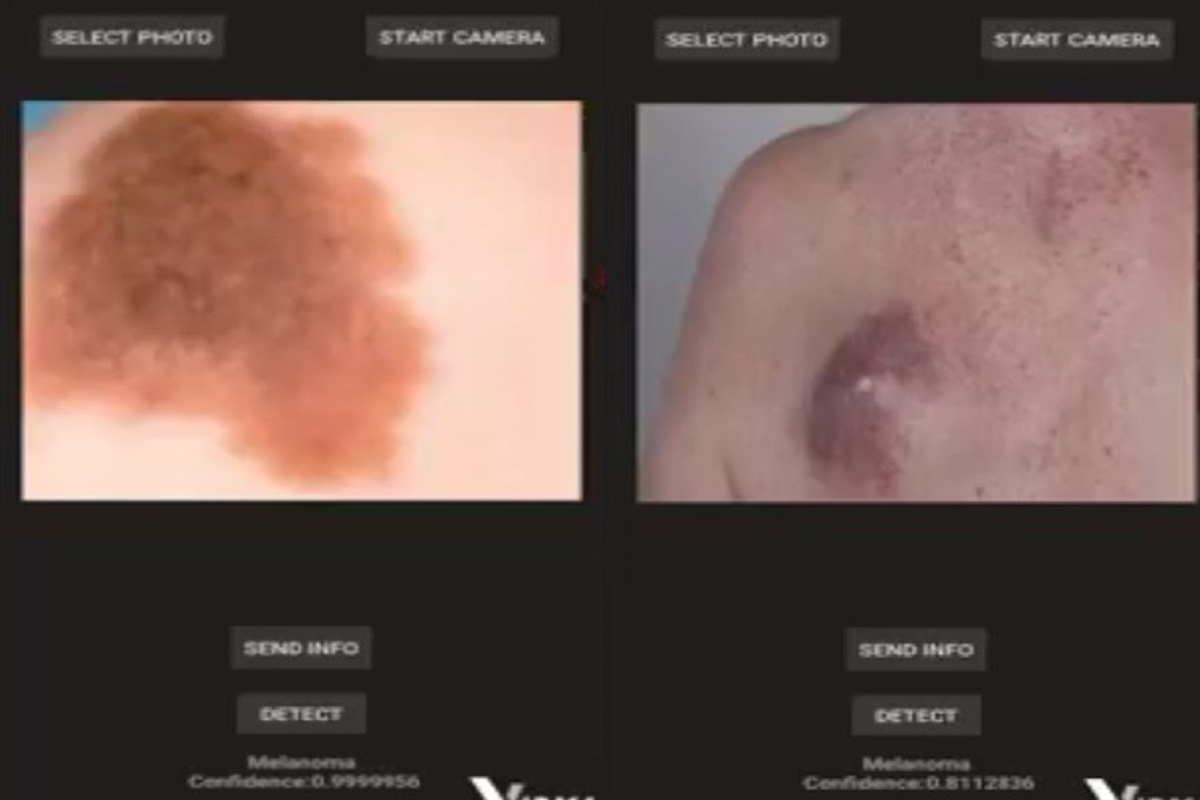 SELECT PHOTO
START CAMERA
SEND INFO
DETECT
Melanoma
Confidence:0.9999956
SELECT PHOTO
START CAMERA
SEND INFO
DETECT
Melanoma
Confidence:0.8112836